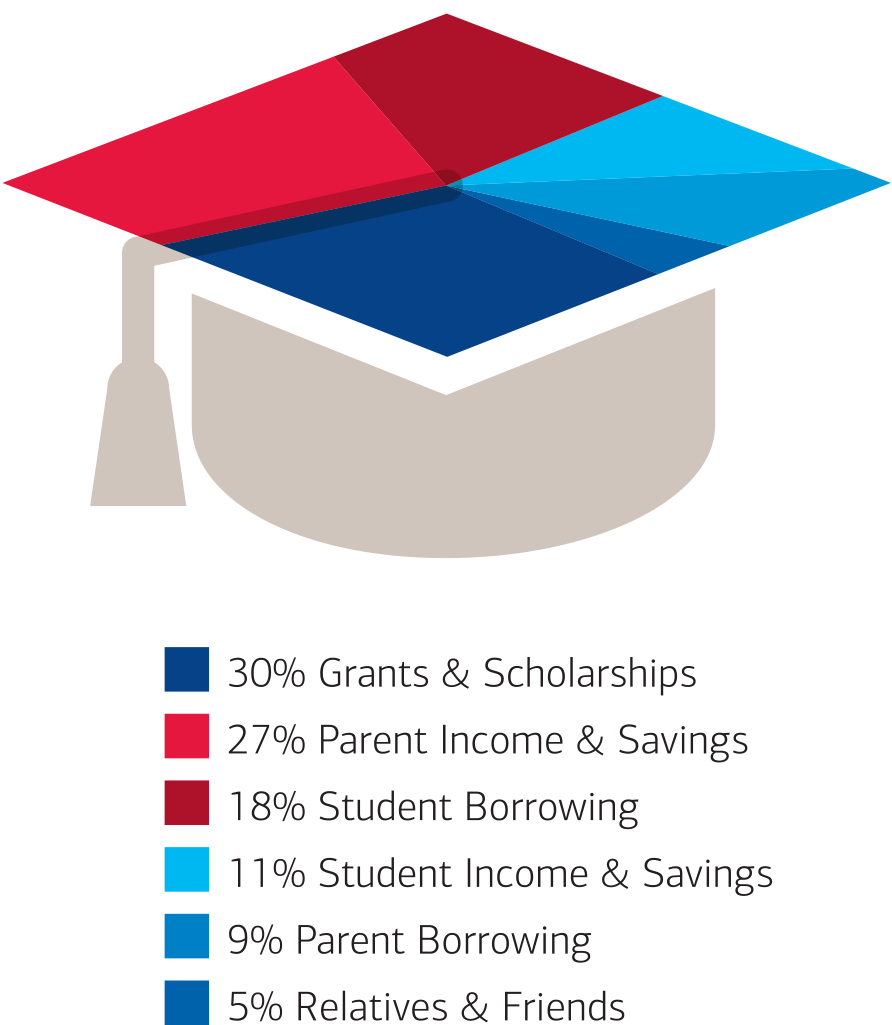 30% Grants & Scholarships
27% Parent Income & Savings
18% Student Borrowing
11% Student Income & Savings
9% Parent Borrowing
5% Relatives & Friends